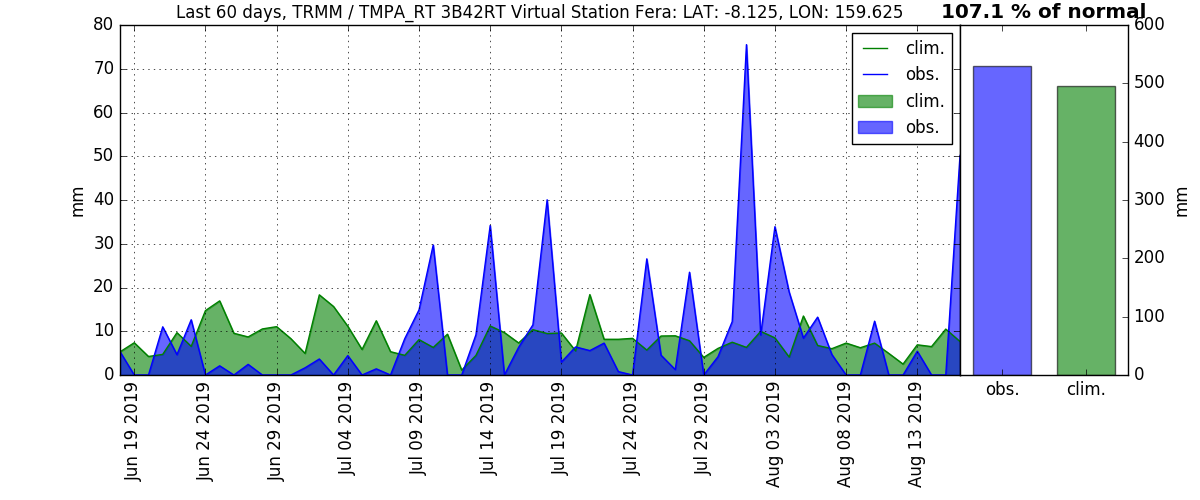 Last 60 days, TRMM / TMPA_RT 3B42RT Virtual Station Fera: LAT: -8.125, LON: 159.625
107.1 % of normal
80
70
60
50
40
30
20
10
0
mm
clim.
obs.
clim.
obs.
600
500
400
300
200
100
0
mm
obs.
clim.
Jun 19 2019
Jun 24 2019
Jun 29 2019
Jul 04 2019
Jul 09 2019
Jul 14 2019
Jul 19 2019
Jul 24 2019
Jul 29 2019
Aug 03 2019
Aug 08 2019
Aug 13 2019